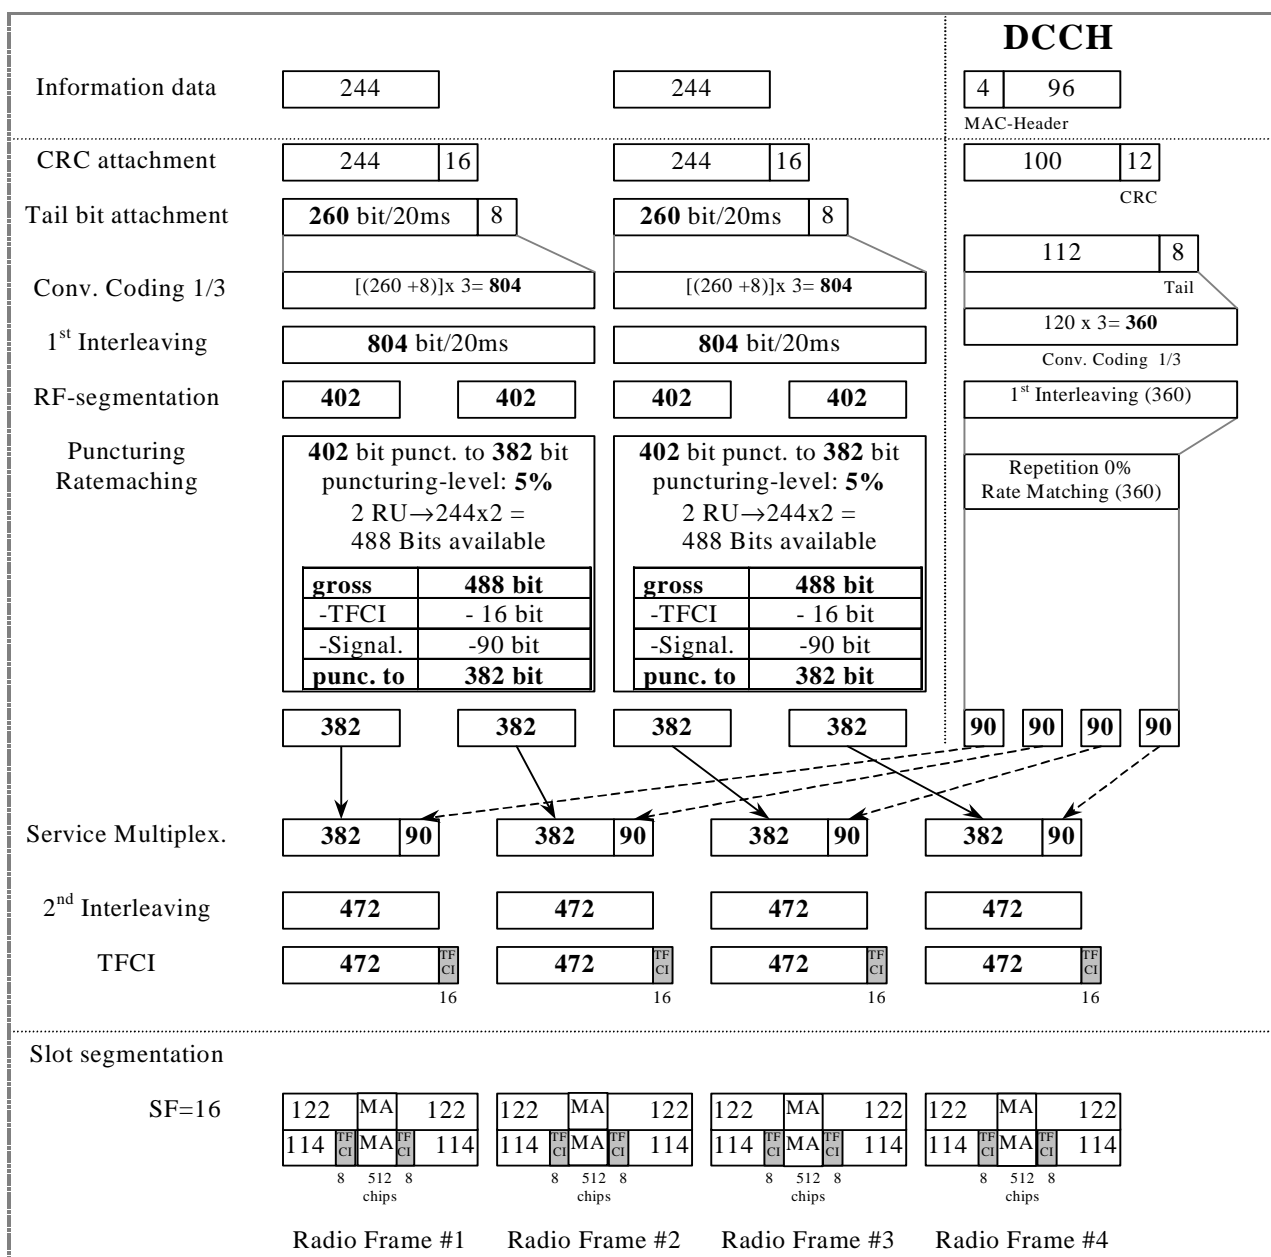 DCCH
Information data 244 244 4 96
MAC-Header
CRC attachment 244 16 244 16 100 12
CRC
Tail bit attachment 260 bit/20ms 8 260 bit/20ms 8
112 8
Tail
Conv. Coding 1/3 [(260 +8)]x 3= 804 [(260 +8)]x 3= 804
120 x 3= 360
Conv. Coding 1/3
1st Interleaving 804 bit/20ms 804 bit/20ms
RF-segmentation 402 402 402 402 1st Interleaving (360)
Puncturing
Ratemaching
402 bit punct. to 382 bit
puncturing-level: 5%
2 RU→244x2 =
488 Bits available
gross 488 bit
-TFCI - 16 bit
-Signal. -90 bit
punc. to 382 bit
402 bit punct. to 382 bit
puncturing-level: 5%
2 RU→244x2 =
488 Bits available
gross 488 bit
-TFCI - 16 bit
-Signal. -90 bit
punc. to 382 bit
Repetition 0%
Rate Matching (360)
382 382 382 382 90 90 90 90
Service Multiplex. 382 90 382 90 382 90 382 90
2nd Interleaving 472 472 472 472
TFCI 472 TF CI 472 TF CI 472 TF CI 472 TF CI
16 16 16 16
Slot segmentation
SF=16 122 MA 122 122 MA 122 122 MA 122 122 MA 122
114 TF CI MA TF CI 114 114 TF CI MA TF CI 114 114 TF CI MA TF CI 114 114 TF CI MA TF CI 114
8 512 8 8 512 8 8 512 8 8 512 8
chips chips chips chips
Radio Frame #1 Radio Frame #2 Radio Frame #3 Radio Frame #4